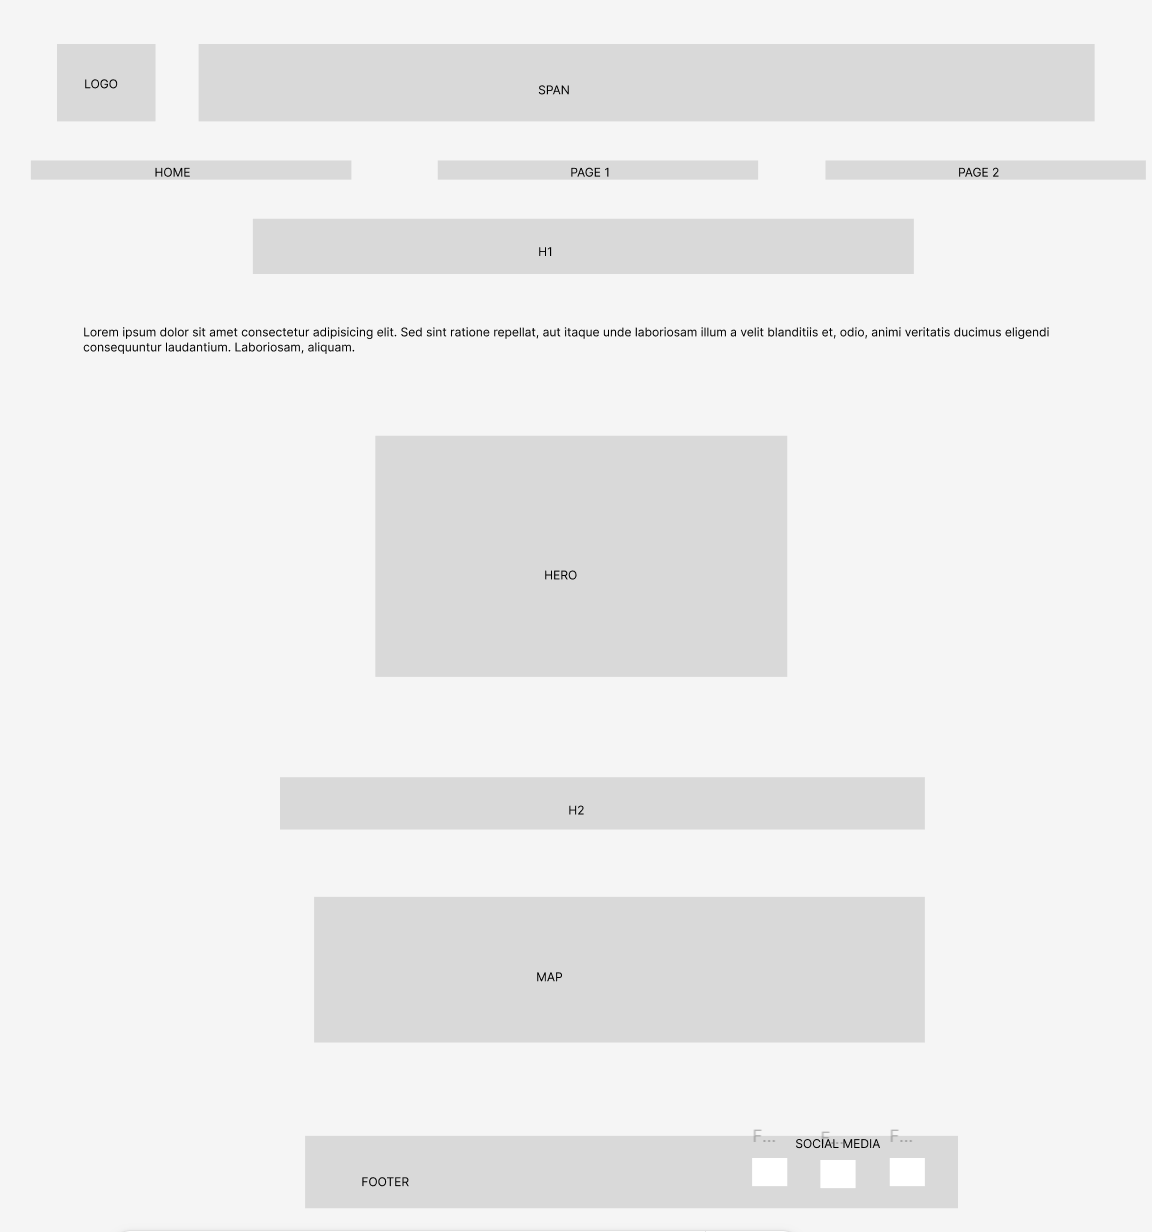 LOGO
SPAN
HOME
PAGE 1
PAGE 2
H1
Lorem ipsum dolor sit amet consectetur adipisicing elit. Sed sint ratione repellat, aut itaque unde laboriosam illum a velit blanditiis et, odio, animi veritatis ducimus eligendi
consequuntur laudantium. Laboriosam, aliquam.
HERO
H2
MAP
F...
F...
F...
SOCIAL MEDIA
FOOTER